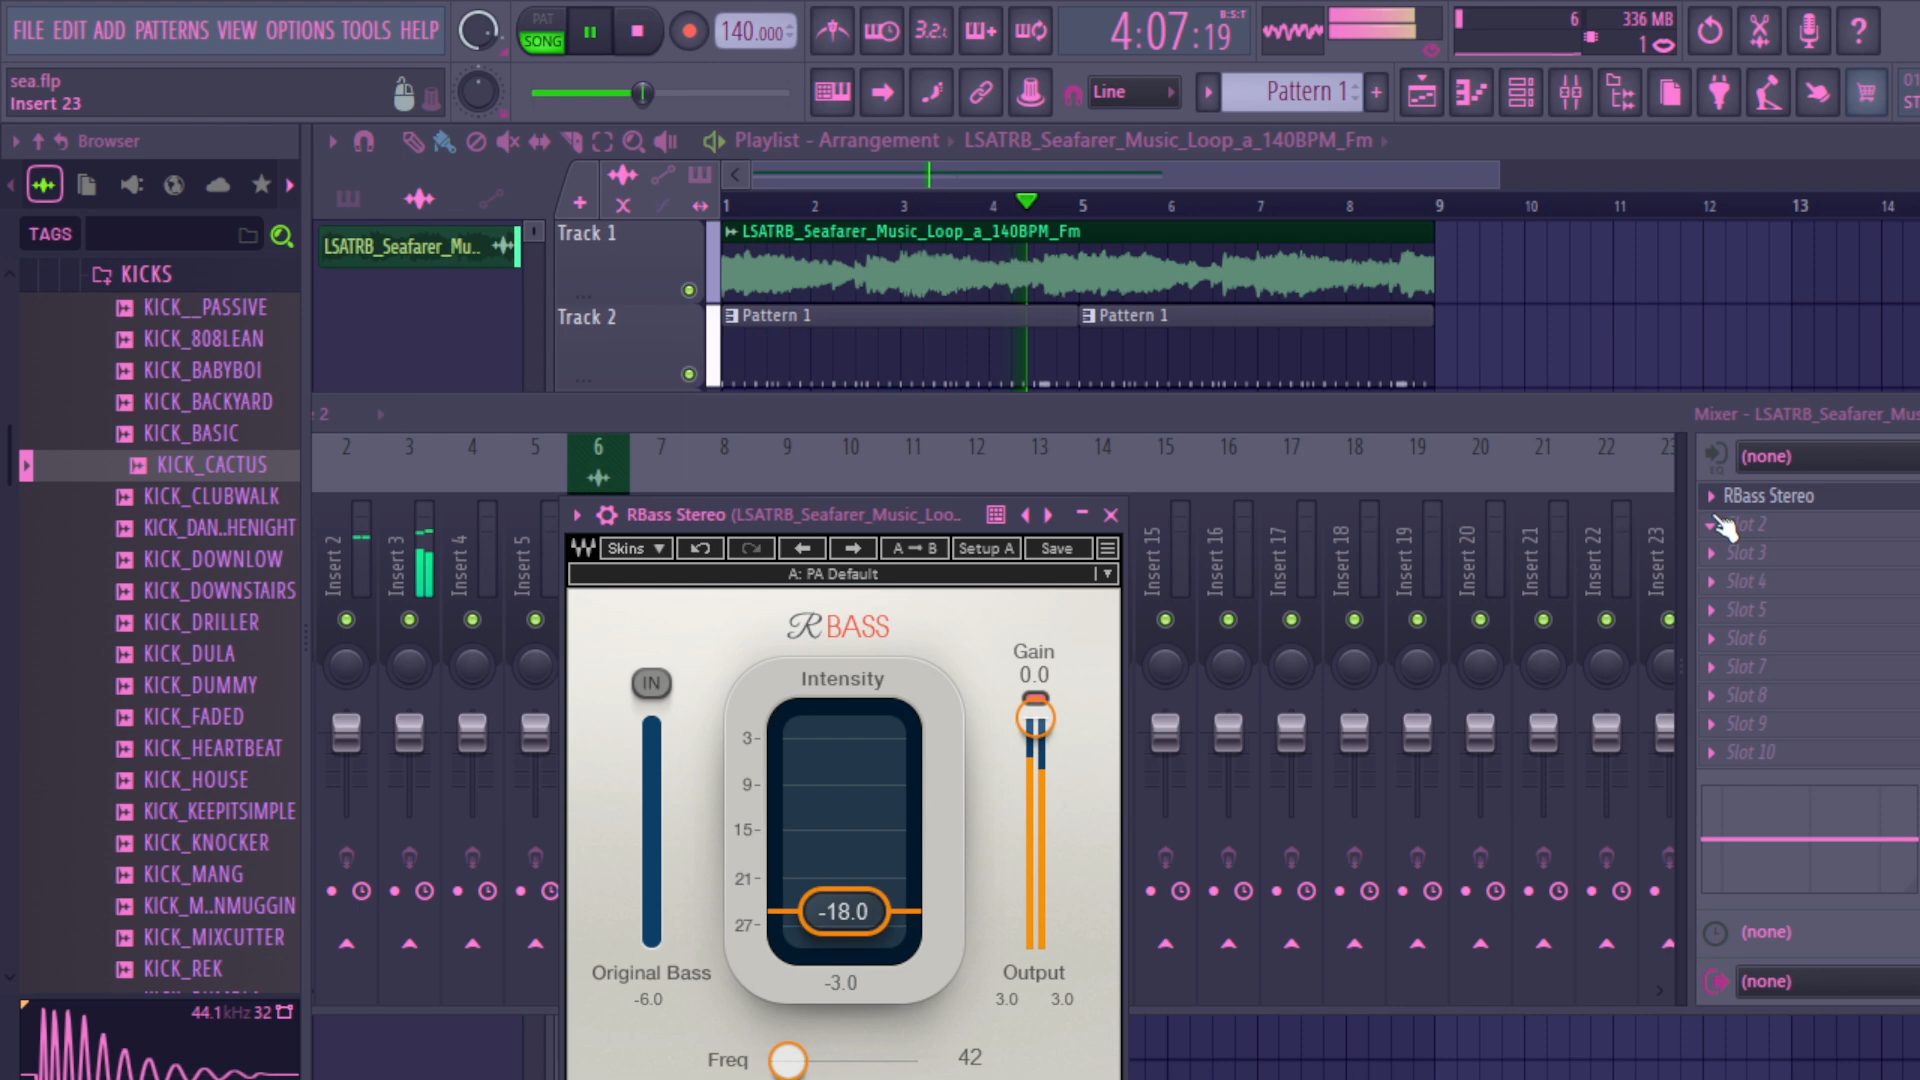 FILE EDIT ADD PATTERNS VIEW OPTIONS TOOLS HELP
PAT
SONG
140.000
3.2:
4:07:19
B:S:T
6
336 MB
1
sea.flp
Insert 23
Line
Pattern 1
+
01
ST
Browser
Playlist - Arrangement › LSATRB_Seafarer_Music_Loop_a_140BPM_Fm
TAGS
LSATRB_Seafarer_Mu..
1 2 3 4 5 6 7 8 9 10 11 12 13 14
Track 1
LSATRB_Seafarer_Music_Loop_a_140BPM_Fm
Track 2
Pattern 1
Pattern 1
KICKS
KICK__PASSIVE
KICK_808LEAN
KICK_BABYBOI
KICK_BACKYARD
KICK_BASIC
KICK_CACTUS
KICK_CLUBWALK
KICK_DAN..HENIGHT
KICK_DOWNLOW
KICK_DOWNSTAIRS
KICK_DRILLER
KICK_DULA
KICK_DUMMY
KICK_FADED
KICK_HEARTBEAT
KICK_HOUSE
KICK_KEEPITSIMPLE
KICK_KNOCKER
KICK_MANG
KICK_M..NMUGGIN
KICK_MIXCUTTER
KICK_REK
44.1kHz 32
2
Mixer - LSATRB_Seafarer_Mus
2 3 4 5 6 7 8 9 10 11 12 13 14 15 16 17 18 19 20 21 22 23
Insert 2
Insert 3
Insert 4
Insert 5
Insert 15
Insert 16
Insert 17
Insert 18
Insert 19
Insert 20
Insert 21
Insert 22
Insert 23
RBass Stereo (LSATRB_Seafarer_Music_Loo..
Skins
A → B
Setup A
Save
A: PA Default
R BASS
IN
Intensity
Gain
0.0
3-
9-
15-
21-
27-
-18.0
Original Bass
-6.0
-3.0
Output
3.0 3.0
Freq
42
(none)
EQ
RBass Stereo
Slot 2
Slot 3
Slot 4
Slot 5
Slot 6
Slot 7
Slot 8
Slot 9
Slot 10
(none)
(none)